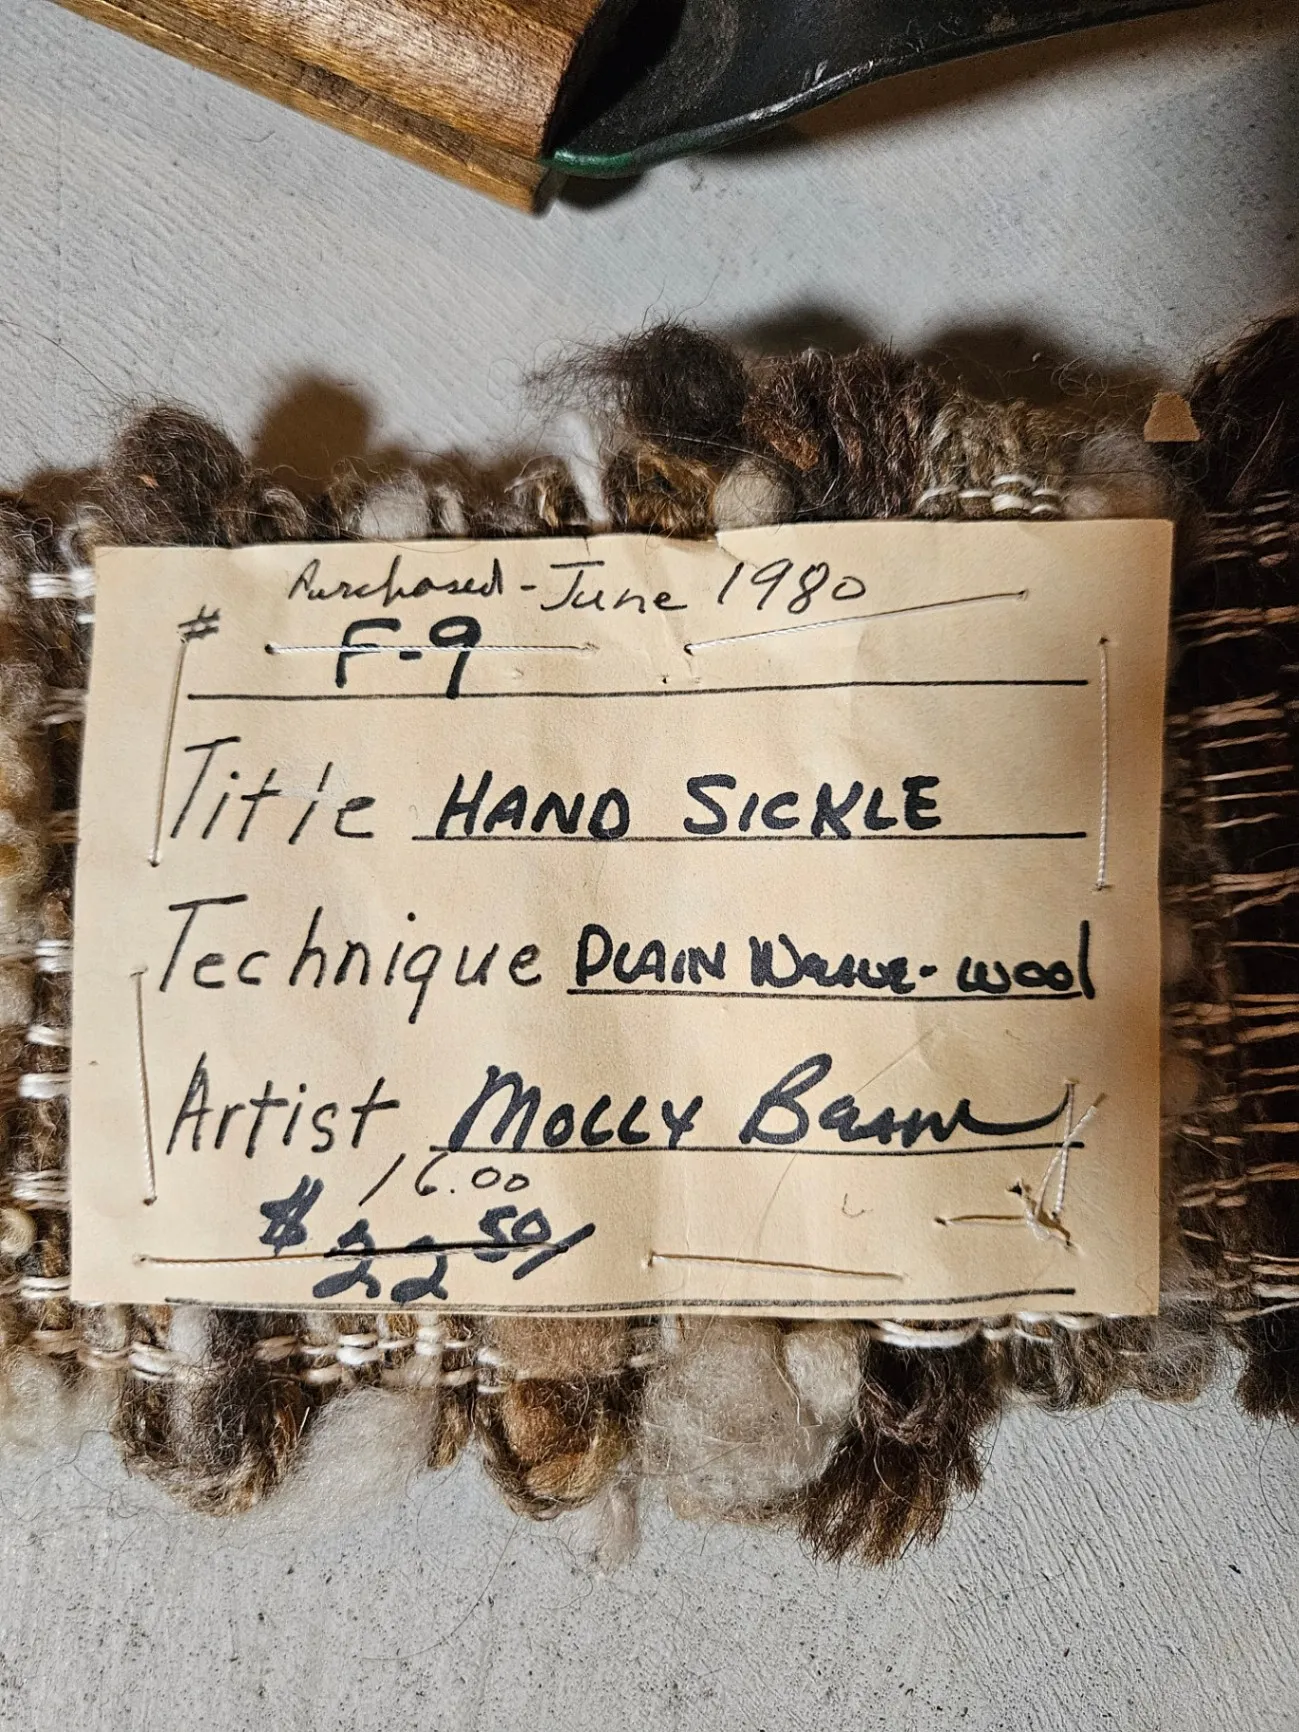 Purchased - June 1980
# F-9
Title HAND SICKLE
Technique PLAIN Weave - wool
Artist MOLLY
16.00
$ 22 50/